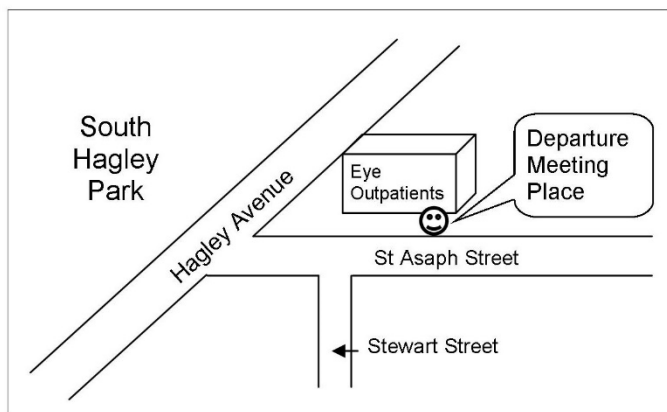 South
Hagley
Park
Hagley Avenue
Eye
Outpatients
Departure
Meeting
Place
St Asaph Street
Stewart Street